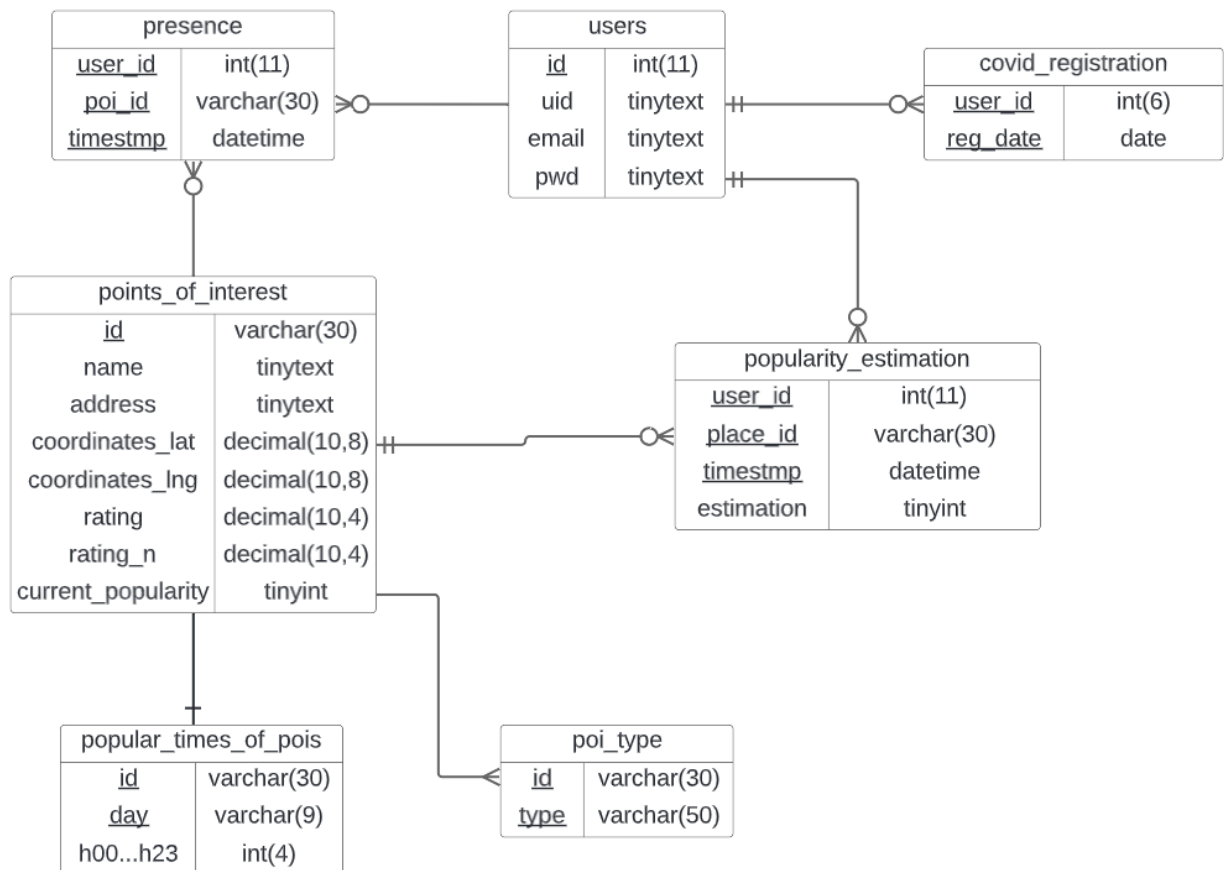 presence
user_id int(11)
poi_id varchar(30)
timestmp datetime
users
id int(11)
uid tinytext
email tinytext
pwd tinytext
covid_registration
user_id int(6)
reg_date date
points_of_interest
id varchar(30)
name tinytext
address tinytext
coordinates_lat decimal(10,8)
coordinates_lng decimal(10,8)
rating decimal(10,4)
rating_n decimal(10,4)
current_popularity tinyint
popularity_estimation
user_id int(11)
place_id varchar(30)
timestmp datetime
estimation tinyint
popular_times_of_pois
id varchar(30)
day varchar(9)
h00...h23 int(4)
poi_type
id varchar(30)
type varchar(50)